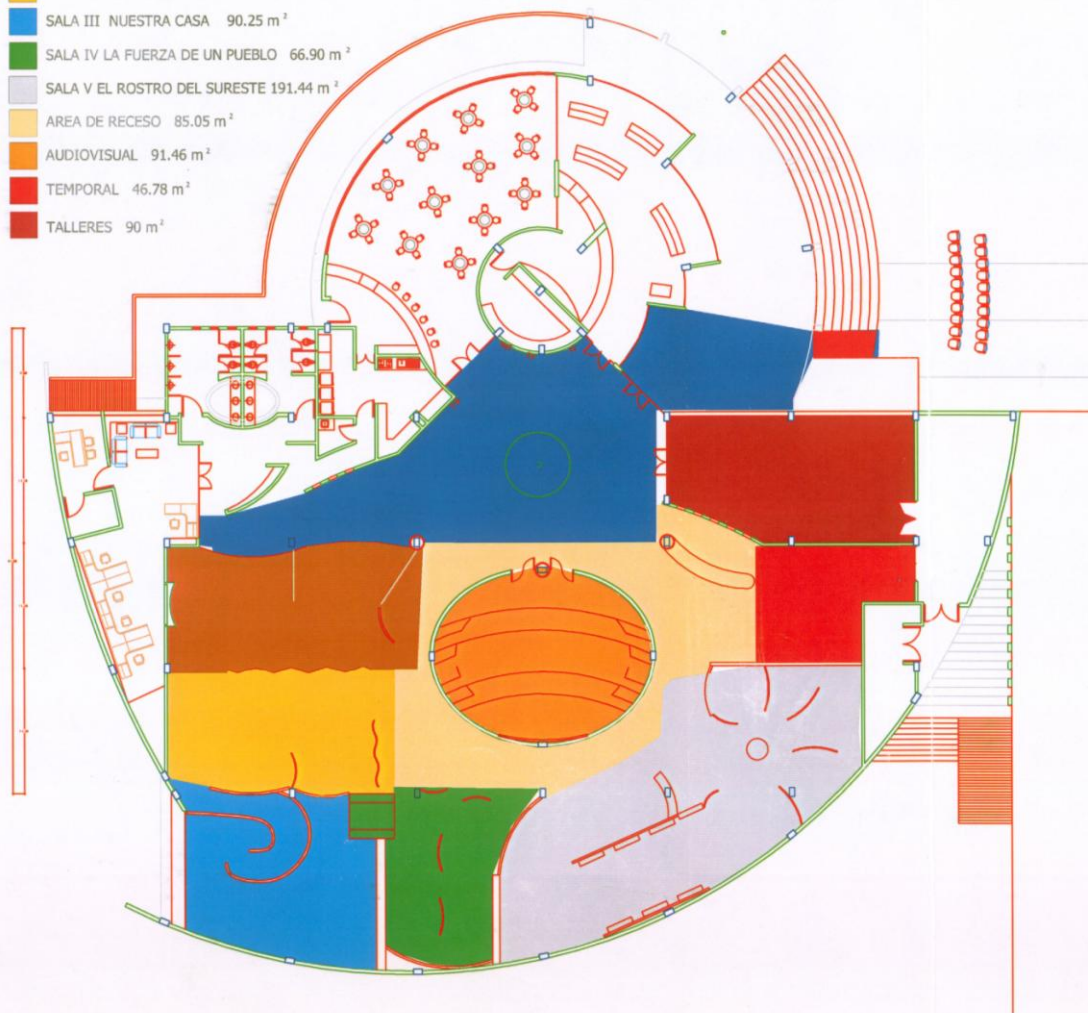 SALA III NUESTRA CASA 90.25 m²
SALA IV LA FUERZA DE UN PUEBLO 66.90 m²
SALA V EL ROSTRO DEL SURESTE 191.44 m²
AREA DE RECESO 85.05 m²
AUDIOVISUAL 91.46 m²
TEMPORAL 46.78 m²
TALLERES 90 m²